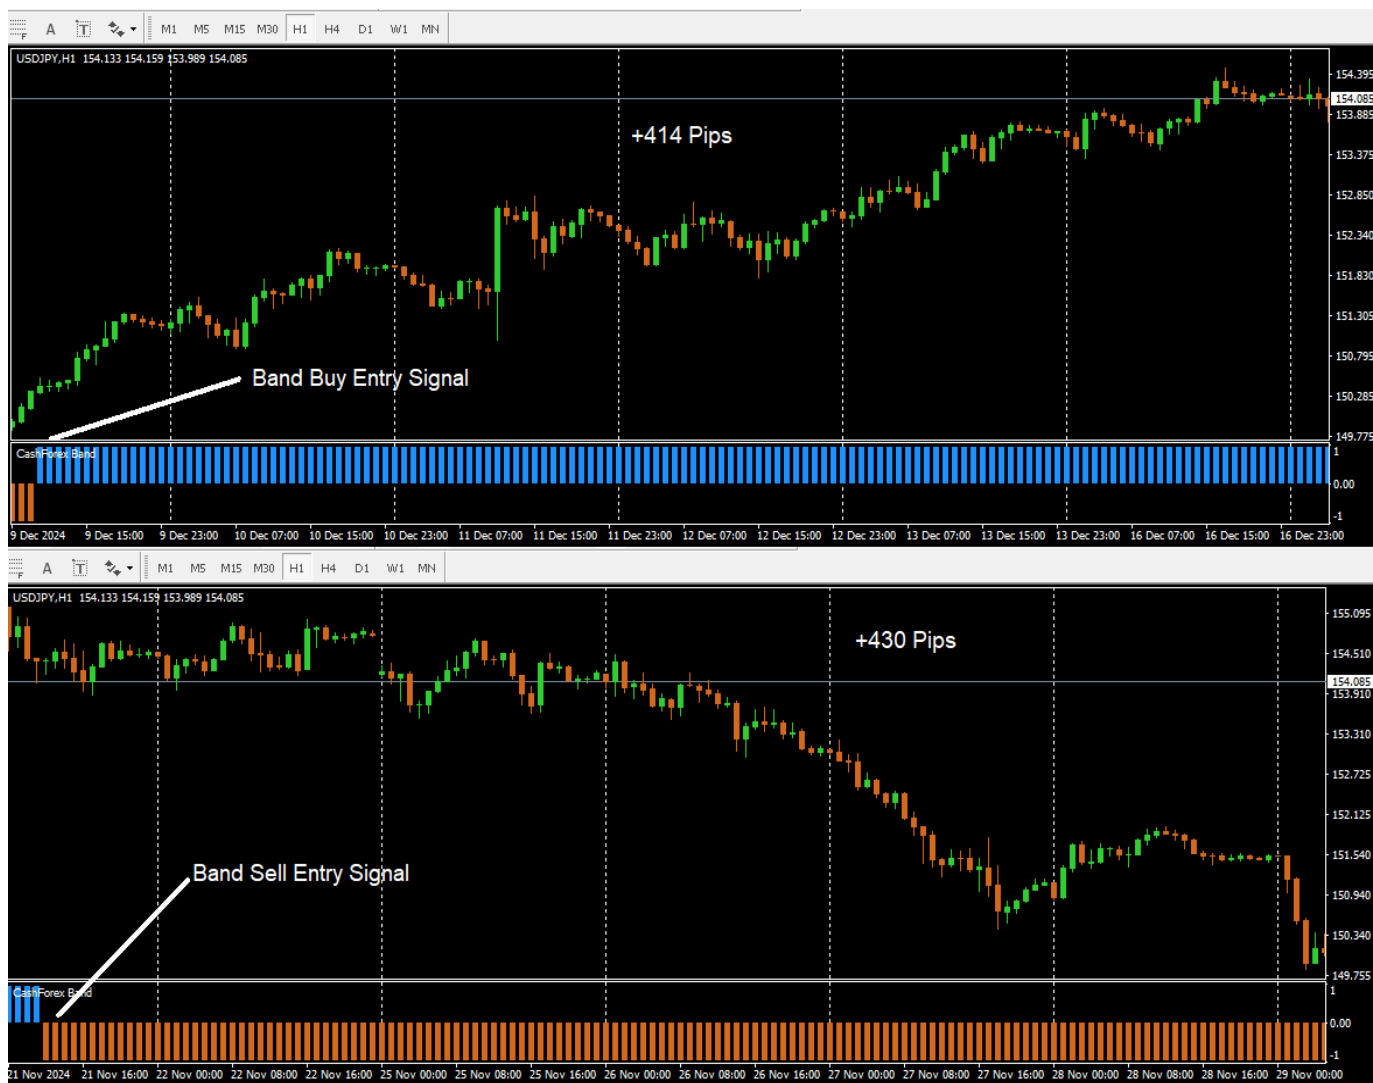 A T M1 M5 M15 M30 H1 H4 D1 W1 MN
USDJPY,H1 154.133 154.159 153.989 154.085
154.395
154.085
153.885
+414 Pips
153.375
152.850
152.340
151.830
151.305
150.795
Band Buy Entry Signal
150.285
149.775
CashForex Band
1
0.00
-1
9 Dec 2024 9 Dec 15:00 9 Dec 23:00 10 Dec 07:00 10 Dec 15:00 10 Dec 23:00 11 Dec 07:00 11 Dec 15:00 11 Dec 23:00 12 Dec 07:00 12 Dec 15:00 12 Dec 23:00 13 Dec 07:00 13 Dec 15:00 13 Dec 23:00 16 Dec 07:00 16 Dec 15:00 16 Dec 23:00
A T M1 M5 M15 M30 H1 H4 D1 W1 MN
USDJPY,H1 154.133 154.159 153.989 154.085
155.095
+430 Pips
154.510
154.085
153.910
153.310
152.725
152.125
151.540
Band Sell Entry Signal
150.940
150.340
149.755
CashForex Band
1
0.00
-1
21 Nov 2024 21 Nov 16:00 22 Nov 00:00 22 Nov 08:00 22 Nov 16:00 25 Nov 00:00 25 Nov 08:00 25 Nov 16:00 26 Nov 00:00 26 Nov 08:00 26 Nov 16:00 27 Nov 00:00 27 Nov 08:00 27 Nov 16:00 28 Nov 00:00 28 Nov 08:00 28 Nov 16:00 29 Nov 00:00